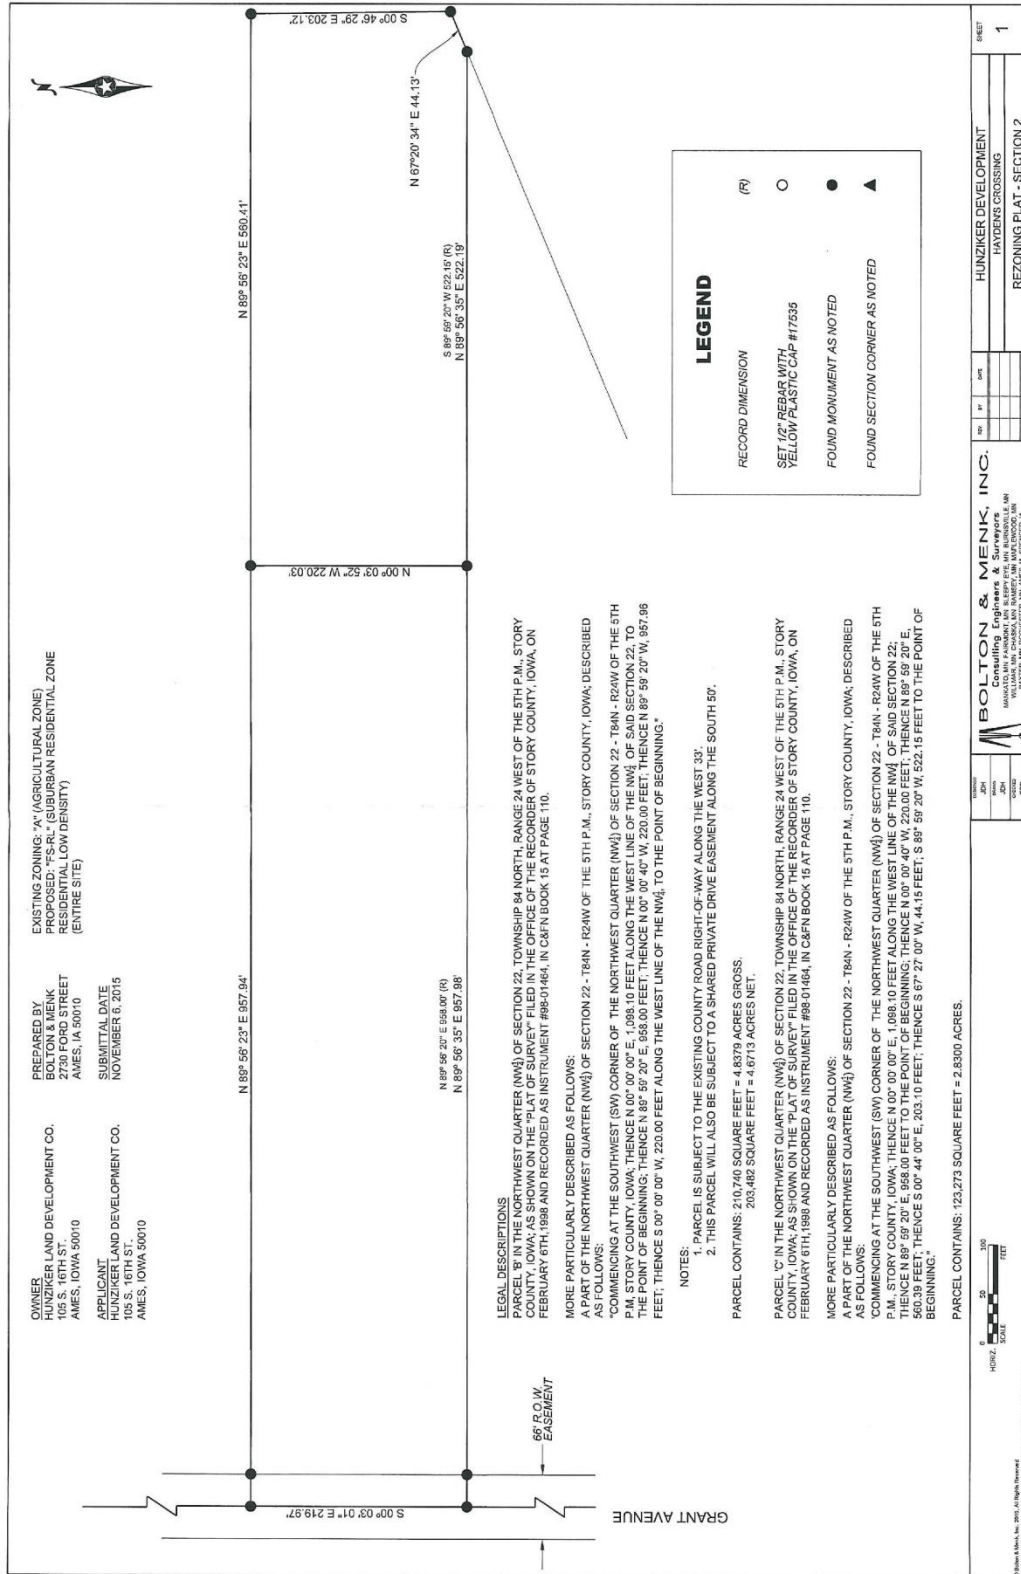 OWNER
HUNZIKER LAND DEVELOPMENT CO.
105 S. 16TH ST.
AMES, IOWA 50010
APPLICANT
HUNZIKER LAND DEVELOPMENT CO.
105 S. 16TH ST.
AMES, IOWA 50010
PREPARED BY
BOLTON & MENK
2730 FORD STREET
AMES, IA 50010
SUBMITTAL DATE
NOVEMBER 6, 2015
EXISTING ZONING: "A" (AGRICULTURAL ZONE)
PROPOSED: "FS-RL" (SUBURBAN RESIDENTIAL ZONE
RESIDENTIAL LOW DENSITY)
(ENTIRE SITE)
N
N 89° 56' 23" E 957.94'
N 89° 56' 23" E 560.41'
S 00° 46' 29" E 203.12'
N 67°20' 34" E 44.13'
S 00° 03' 01" E 219.97'
N 00° 03' 52" W 220.03'
N 89° 59' 20" E 958.00' (R)
N 89° 56' 35" E 957.98'
S 89° 59' 20" W 522.15' (R)
N 89° 56' 35" E 522.19'
66' R.O.W.
EASEMENT
GRANT AVENUE
LEGAL DESCRIPTIONS
PARCEL 'B' IN THE NORTHWEST QUARTER (NW¼) OF SECTION 22, TOWNSHIP 84 NORTH, RANGE 24 WEST OF THE 5TH P.M., STORY
COUNTY, IOWA; AS SHOWN ON THE "PLAT OF SURVEY" FILED IN THE OFFICE OF THE RECORDER OF STORY COUNTY, IOWA, ON
FEBRUARY 6TH,1998 AND RECORDED AS INSTRUMENT #98-01464, IN C&FN BOOK 15 AT PAGE 110.
MORE PARTICULARLY DESCRIBED AS FOLLOWS:
A PART OF THE NORTHWEST QUARTER (NW¼) OF SECTION 22 - T84N - R24W OF THE 5TH P.M., STORY COUNTY, IOWA; DESCRIBED
AS FOLLOWS:
"COMMENCING AT THE SOUTHWEST (SW) CORNER OF THE NORTHWEST QUARTER (NW¼) OF SECTION 22 - T84N - R24W OF THE 5TH
P.M, STORY COUNTY, IOWA; THENCE N 00° 00' 00" E, 1,098.10 FEET ALONG THE WEST LINE OF THE NW¼ OF SAID SECTION 22, TO
THE POINT OF BEGINNING; THENCE N 89° 59' 20" E, 958.00 FEET; THENCE N 00° 00' 40" W, 220.00 FEET; THENCE N 89° 59' 20" W, 957.96
FEET; THENCE S 00° 00' 00" W, 220.00 FEET ALONG THE WEST LINE OF THE NW¼, TO THE POINT OF BEGINNING."
NOTES:
1. PARCEL IS SUBJECT TO THE EXISTING COUNTY ROAD RIGHT-OF-WAY ALONG THE WEST 33'.
2. THIS PARCEL WILL ALSO BE SUBJECT TO A SHARED PRIVATE DRIVE EASEMENT ALONG THE SOUTH 50'.
PARCEL CONTAINS: 210,740 SQUARE FEET = 4.8379 ACRES GROSS.
203,482 SQUARE FEET = 4.6713 ACRES NET.
PARCEL 'C' IN THE NORTHWEST QUARTER (NW¼) OF SECTION 22, TOWNSHIP 84 NORTH, RANGE 24 WEST OF THE 5TH P.M., STORY
COUNTY, IOWA; AS SHOWN ON THE "PLAT OF SURVEY" FILED IN THE OFFICE OF THE RECORDER OF STORY COUNTY, IOWA, ON
FEBRUARY 6TH,1998 AND RECORDED AS INSTRUMENT #98-01464, IN C&FN BOOK 15 AT PAGE 110.
MORE PARTICULARLY DESCRIBED AS FOLLOWS:
A PART OF THE NORTHWEST QUARTER (NW¼) OF SECTION 22 - T84N - R24W OF THE 5TH P.M., STORY COUNTY, IOWA; DESCRIBED
AS FOLLOWS:
'COMMENCING AT THE SOUTHWEST (SW) CORNER OF THE NORTHWEST QUARTER (NW¼) OF SECTION 22 - T84N - R24W OF THE 5TH
P.M., STORY COUNTY, IOWA; THENCE N 00° 00' 00" E, 1,098.10 FEET ALONG THE WEST LINE OF THE NW¼ OF SAID SECTION 22;
THENCE N 89° 59' 20" E, 958.00 FEET TO THE POINT OF BEGINNING; THENCE N 00° 00' 40" W, 220.00 FEET; THENCE N 89° 59' 20" E,
560.39 FEET; THENCE S 00° 44' 00" E, 203.10 FEET; THENCE S 67° 27' 00" W, 44.15 FEET; S 89° 59' 20" W, 522.15 FEET TO THE POINT OF
BEGINNING."
PARCEL CONTAINS: 123,273 SQUARE FEET = 2.8300 ACRES.
LEGEND
RECORD DIMENSION (R)
SET 1/2" REBAR WITH
YELLOW PLASTIC CAP #17535
FOUND MONUMENT AS NOTED
FOUND SECTION CORNER AS NOTED
0 50 100
HORIZ. SCALE FEET
JDH
JDH
BOLTON & MENK, INC.
Consulting Engineers & Surveyors
MANKATO, MN FAIRMONT, MN SLEEPY EYE, MN BURNSVILLE, MN
WILLMAR, MN CHASKA, MN RAMSEY, MN MAPLEWOOD, MN
REV BY DATE
HUNZIKER DEVELOPMENT
HAYDEN'S CROSSING
REZONING PLAT - SECTION 2
SHEET
1